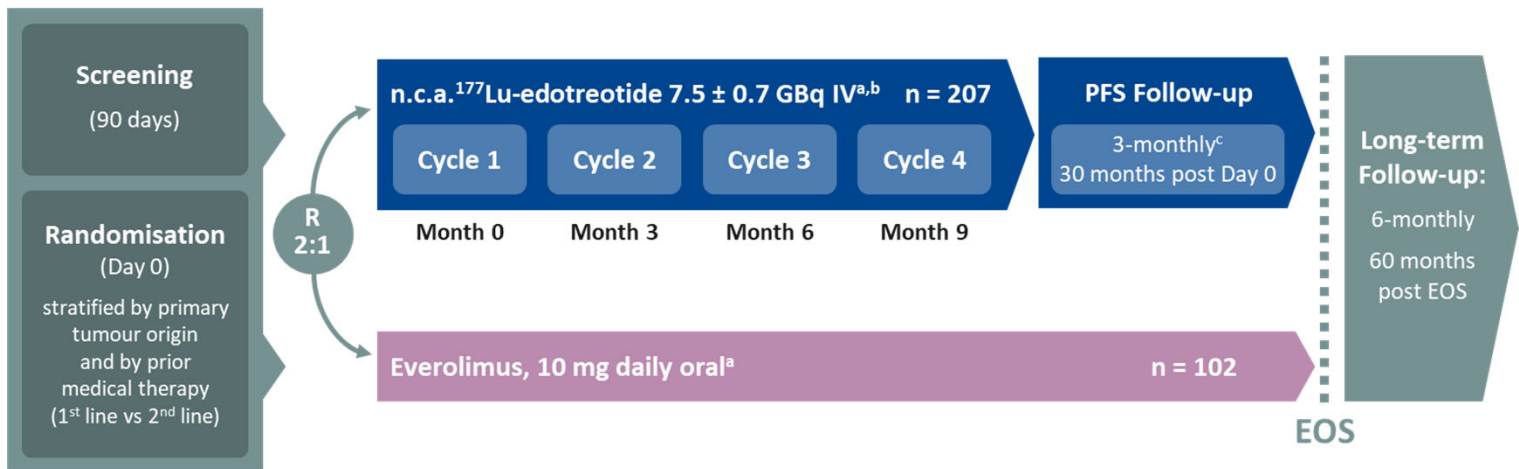 Screening
(90 days)
Randomisation
(Day 0)
stratified by primary
tumour origin
and by prior
medical therapy
(1st line vs 2nd line)
R
2:1
n.c.a.¹⁷⁷Lu-edotreotide 7.5 ± 0.7 GBq IVᵃ,ᵇ n = 207
Cycle 1
Cycle 2
Cycle 3
Cycle 4
Month 0
Month 3
Month 6
Month 9
PFS Follow-up
3-monthlyᶜ
30 months post Day 0
Everolimus, 10 mg daily oralᵃ n = 102
EOS
Long-term
Follow-up:
6-monthly
60 months
post EOS